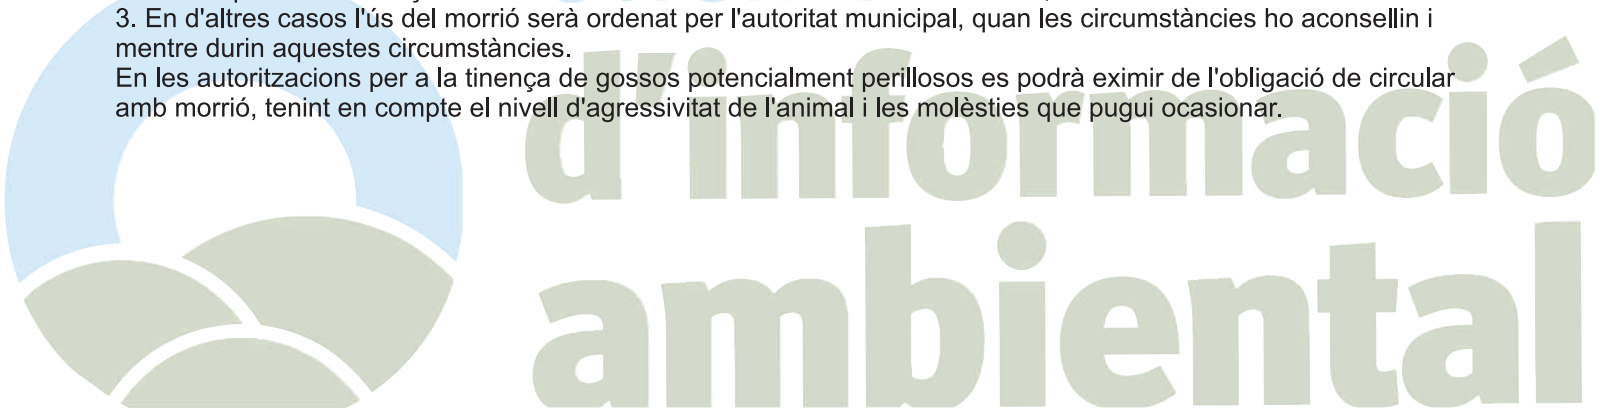 3. En d'altres casos l'ús del morrió serà ordenat per l'autoritat municipal, quan les circumstàncies ho aconsellin i
mentre durin aquestes circumstàncies.
En les autoritzacions per a la tinença de gossos potencialment perillosos es podrà eximir de l'obligació de circular
amb morrió, tenint en compte el nivell d'agressivitat de l'animal i les molèsties que pugui ocasionar.
d'informació
ambiental